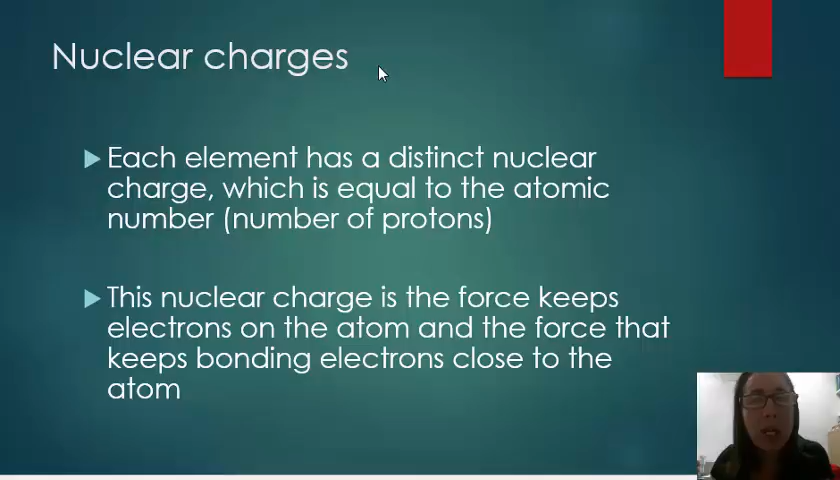 Nuclear charges
Each element has a distinct nuclear
charge, which is equal to the atomic
number (number of protons)
This nuclear charge is the force keeps
electrons on the atom and the force that
keeps bonding electrons close to the
atom